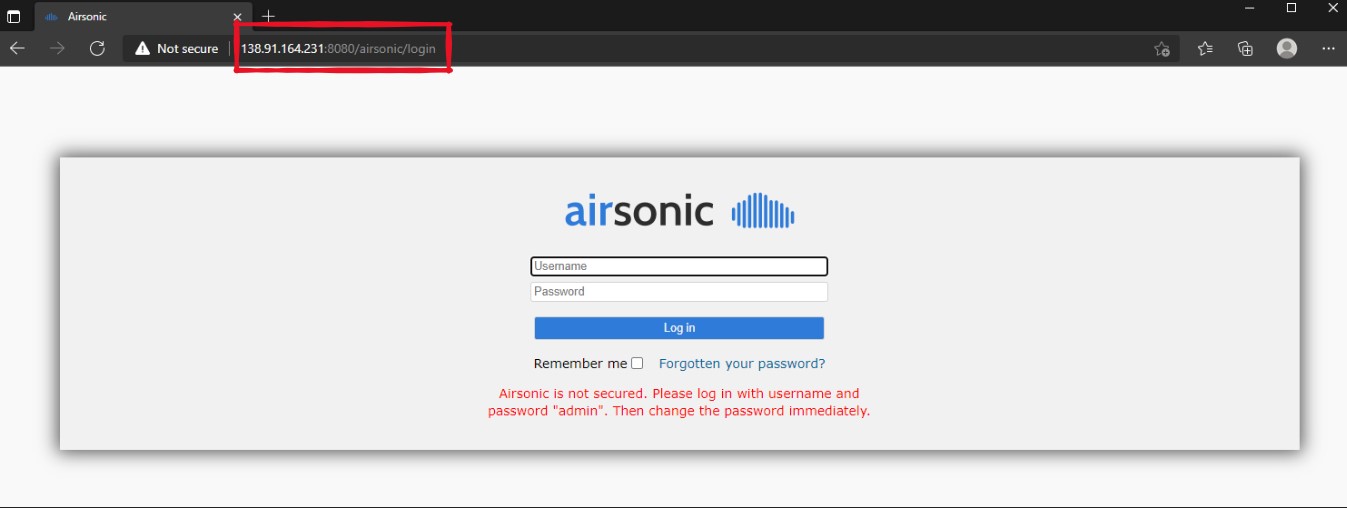 Airsonic
Not secure
138.91.164.231:8080/airsonic/login
airsonic
Username
Password
Log in
Remember me Forgotten your password?
Airsonic is not secured. Please log in with username and
password "admin". Then change the password immediately.